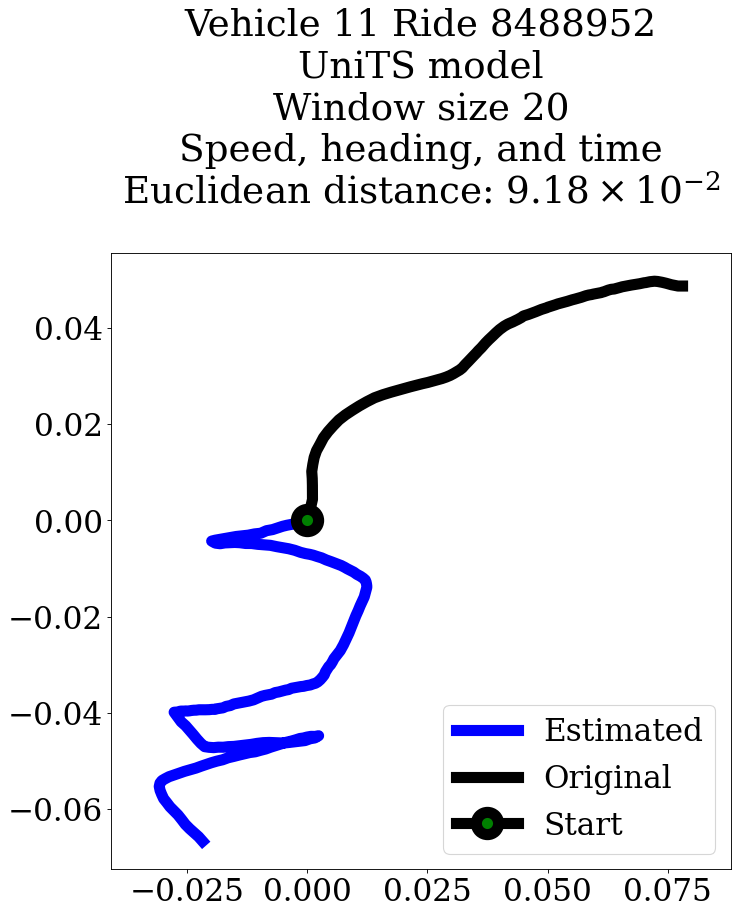 Vehicle 11 Ride 8488952
UniTS model
Window size 20
Speed, heading, and time
Euclidean distance: 9.18 × 10⁻²
0.04
0.02
0.00
−0.02
−0.04
−0.06
−0.025 0.000 0.025 0.050 0.075
Estimated
Original
Start